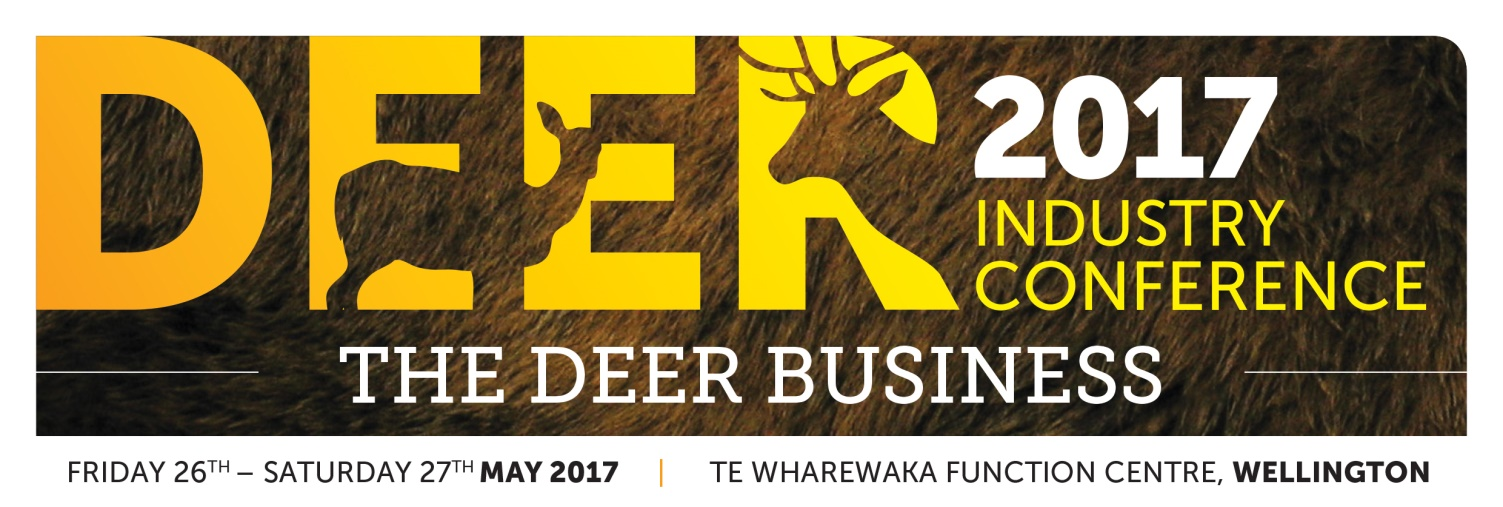 DEER
2017
INDUSTRY
CONFERENCE
THE DEER BUSINESS
FRIDAY 26TH – SATURDAY 27TH MAY 2017 | TE WHAREWAKA FUNCTION CENTRE, WELLINGTON